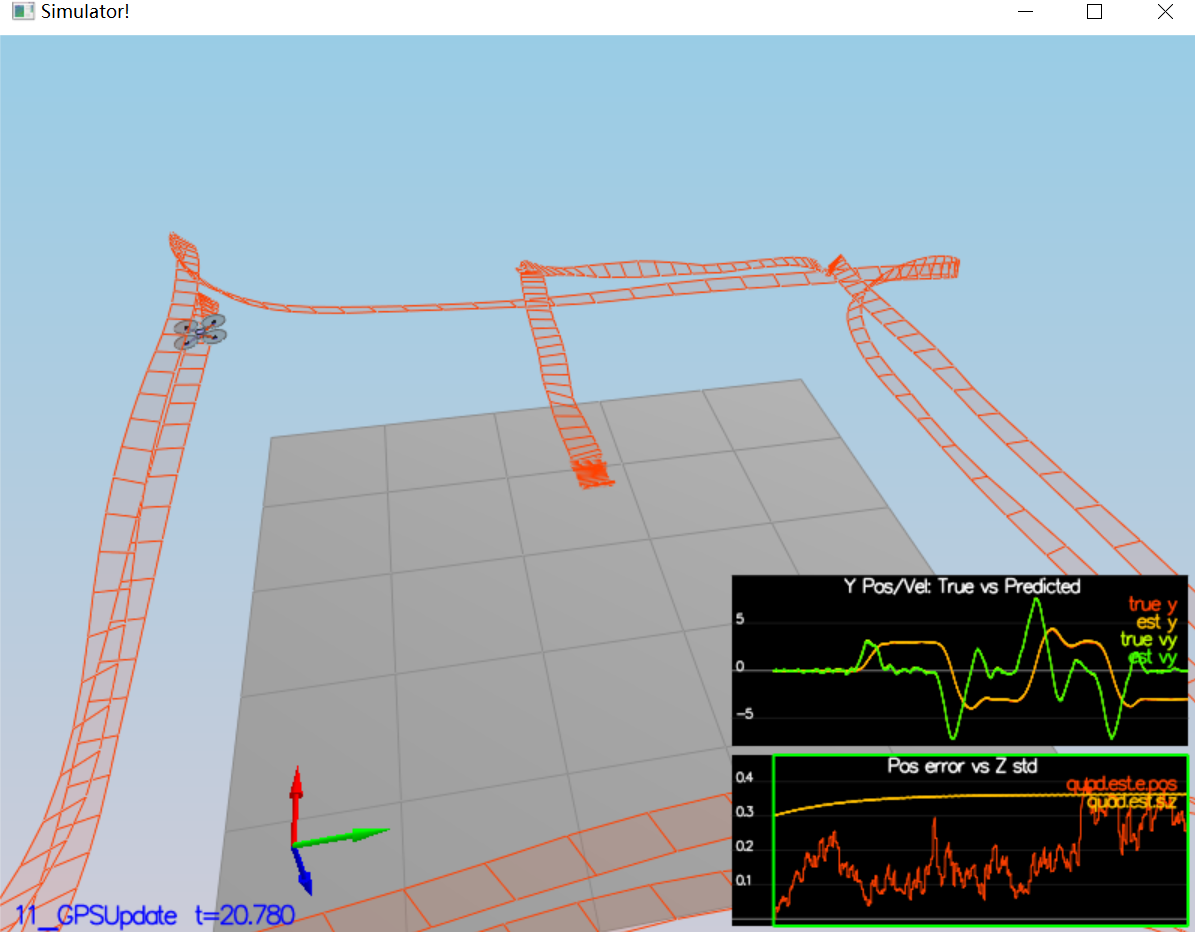 Simulator!
Y Pos/Vel: True vs Predicted
true y
est y
true vy
est vy
5
0
-5
Pos error vs Z std
quad.est.e.pos
quad.est.s.z
0.4
0.3
0.2
0.1
11_GPSUpdate t=20.780